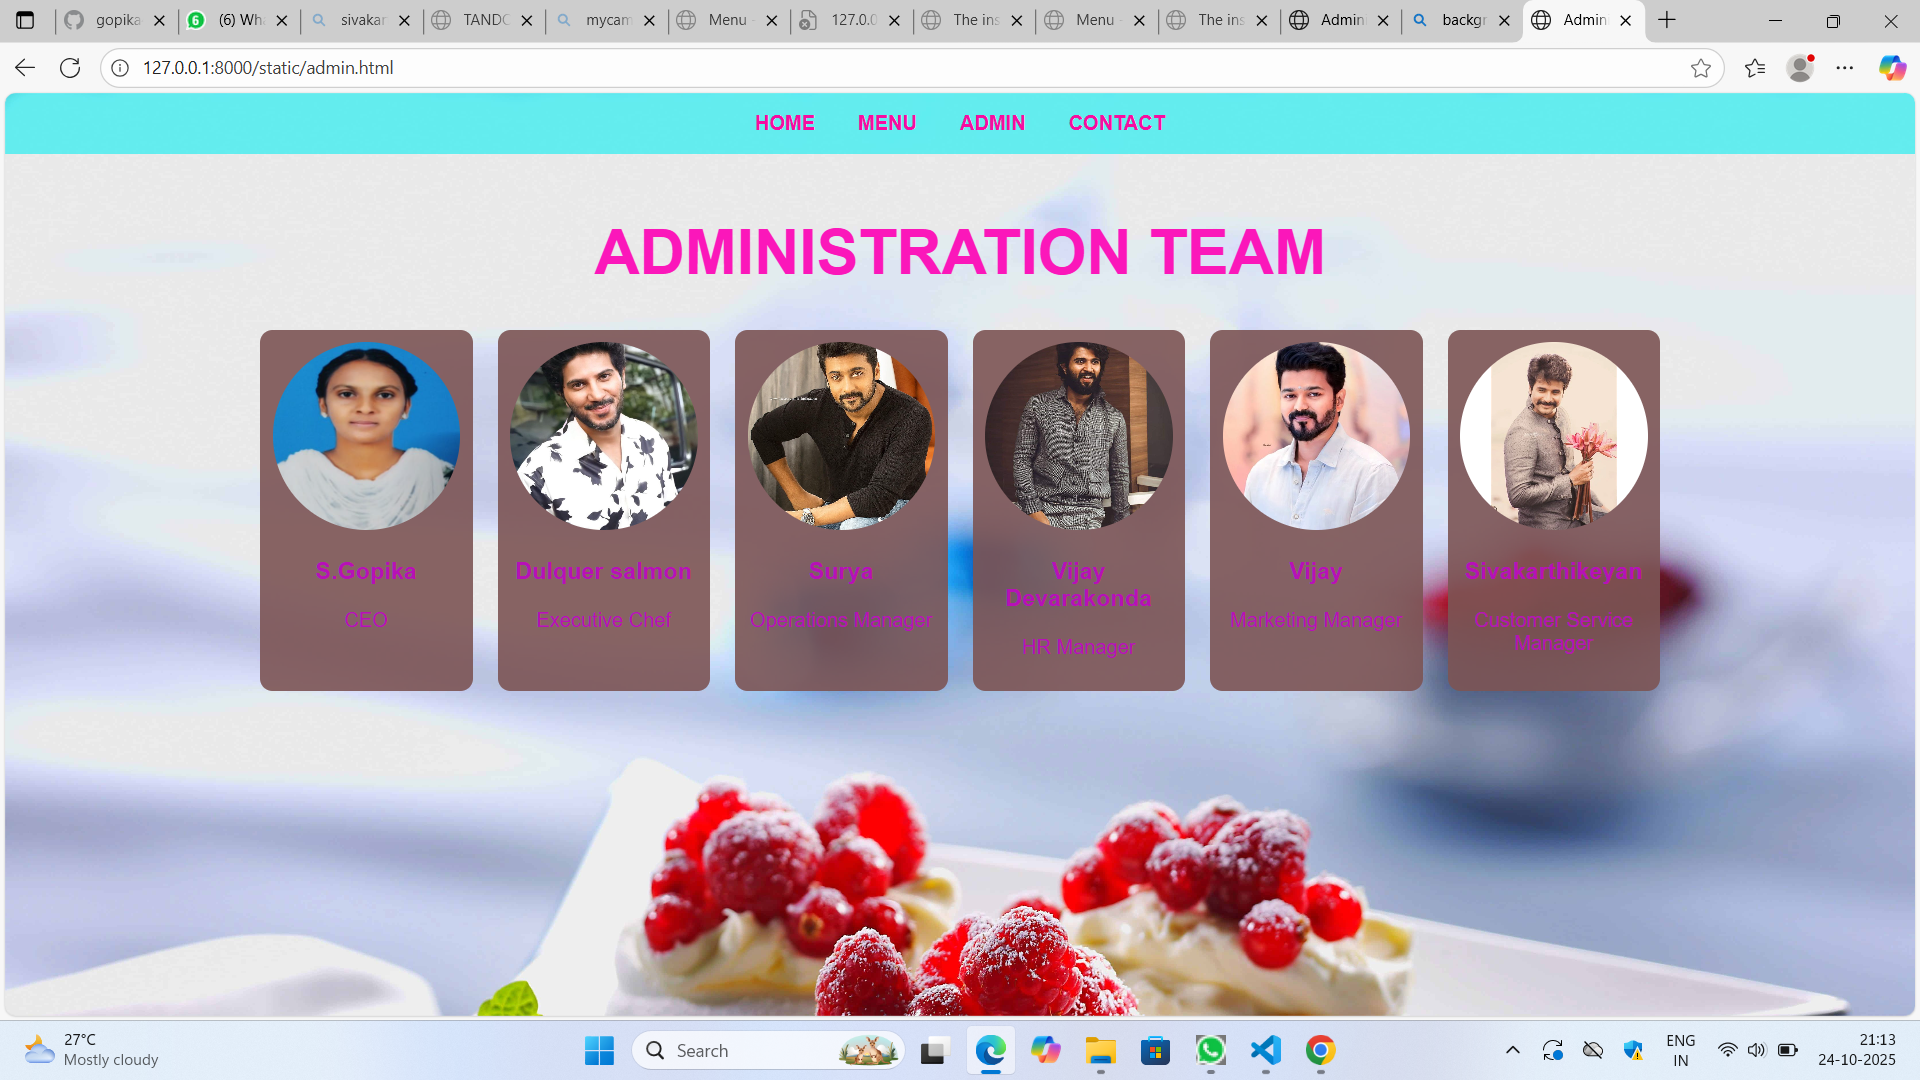 gopika
(6) Wha
sivakar
TANDO
mycam
Menu -
127.0.0
The ins
Menu -
The ins
Admin
backgr
Admin
127.0.0.1:8000/static/admin.html
HOME MENU ADMIN CONTACT
ADMINISTRATION TEAM
S.Gopika
CEO
Dulquer salmon
Executive Chef
Surya
Operations Manager
Vijay
Devarakonda
HR Manager
Vijay
Marketing Manager
Sivakarthikeyan
Customer Service
Manager
27°C
Mostly cloudy
Search
ENG
IN
21:13
24-10-2025